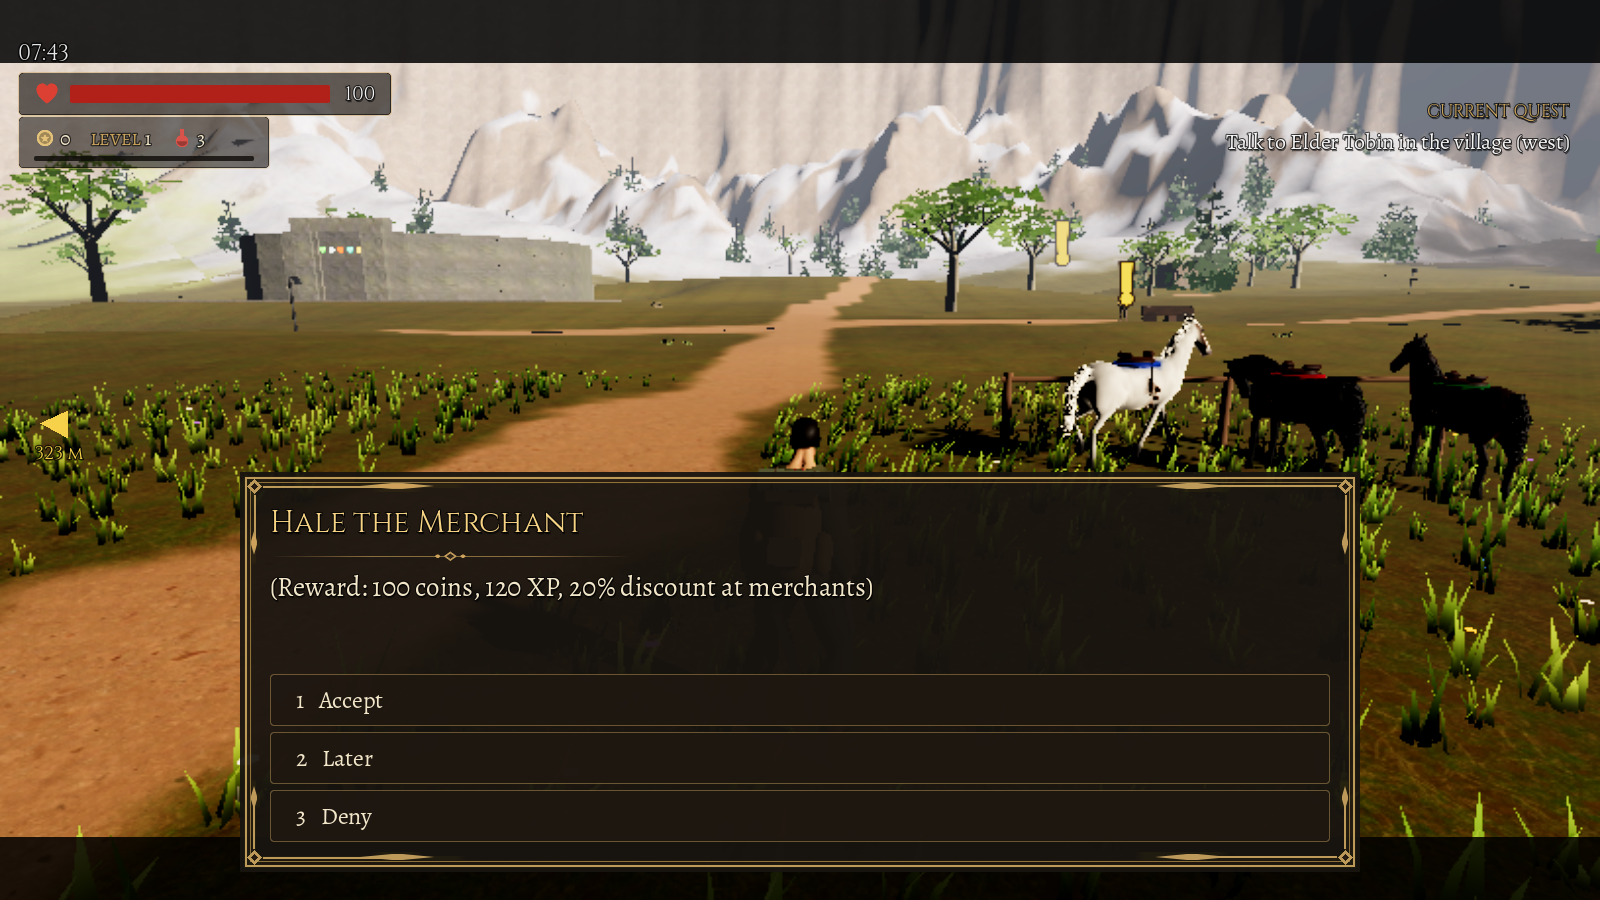 07:43
100
0 LEVEL 1 3
CURRENT QUEST
Talk to Elder Tobin in the village (west)
323 M
HALE THE MERCHANT
(Reward: 100 coins, 120 XP, 20% discount at merchants)
1 Accept
2 Later
3 Deny